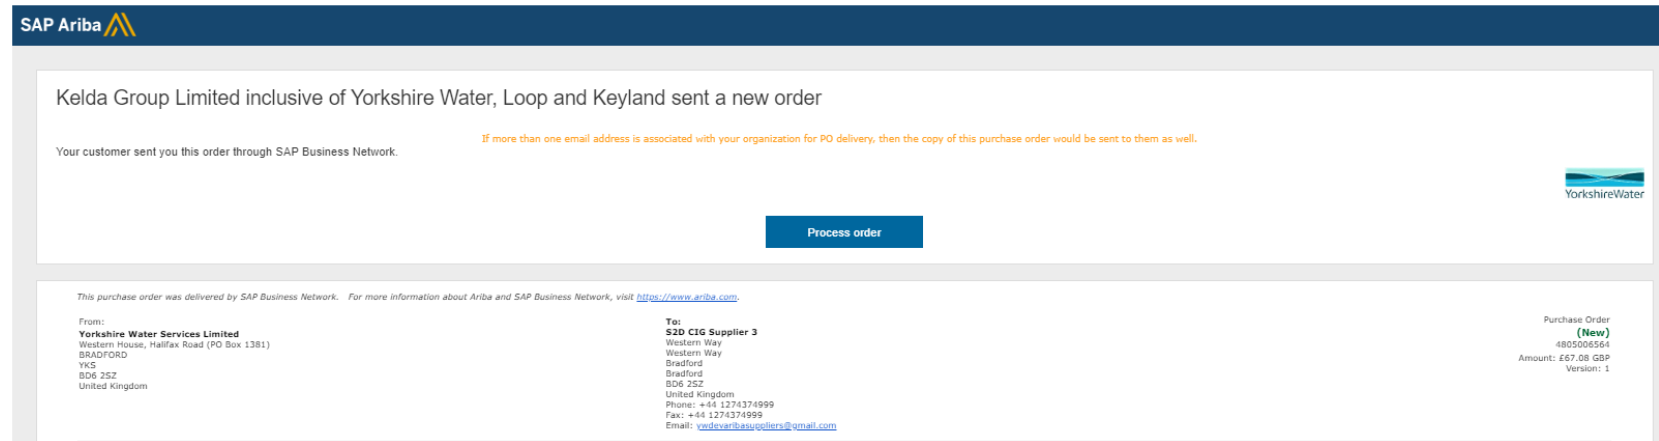 SAP Ariba
Kelda Group Limited inclusive of Yorkshire Water, Loop and Keyland sent a new order
If more than one email address is associated with your organization for PO delivery, then the copy of this purchase order would be sent to them as well.
Your customer sent you this order through SAP Business Network.
YorkshireWater
Process order
This purchase order was delivered by SAP Business Network. For more information about Ariba and SAP Business Network, visit https://www.ariba.com.
From:
Yorkshire Water Services Limited
Western House, Halifax Road (PO Box 1381)
BRADFORD
YKS
BD6 2SZ
United Kingdom
To:
S2D CIG Supplier 3
Western Way
Western Way
Bradford
Bradford
BD6 2SZ
United Kingdom
Phone: +44 1274374999
Fax: +44 1274374999
Email: ywdevaribasuppliers@gmail.com
Purchase Order
(New)
4805006564
Amount: £67.08 GBP
Version: 1